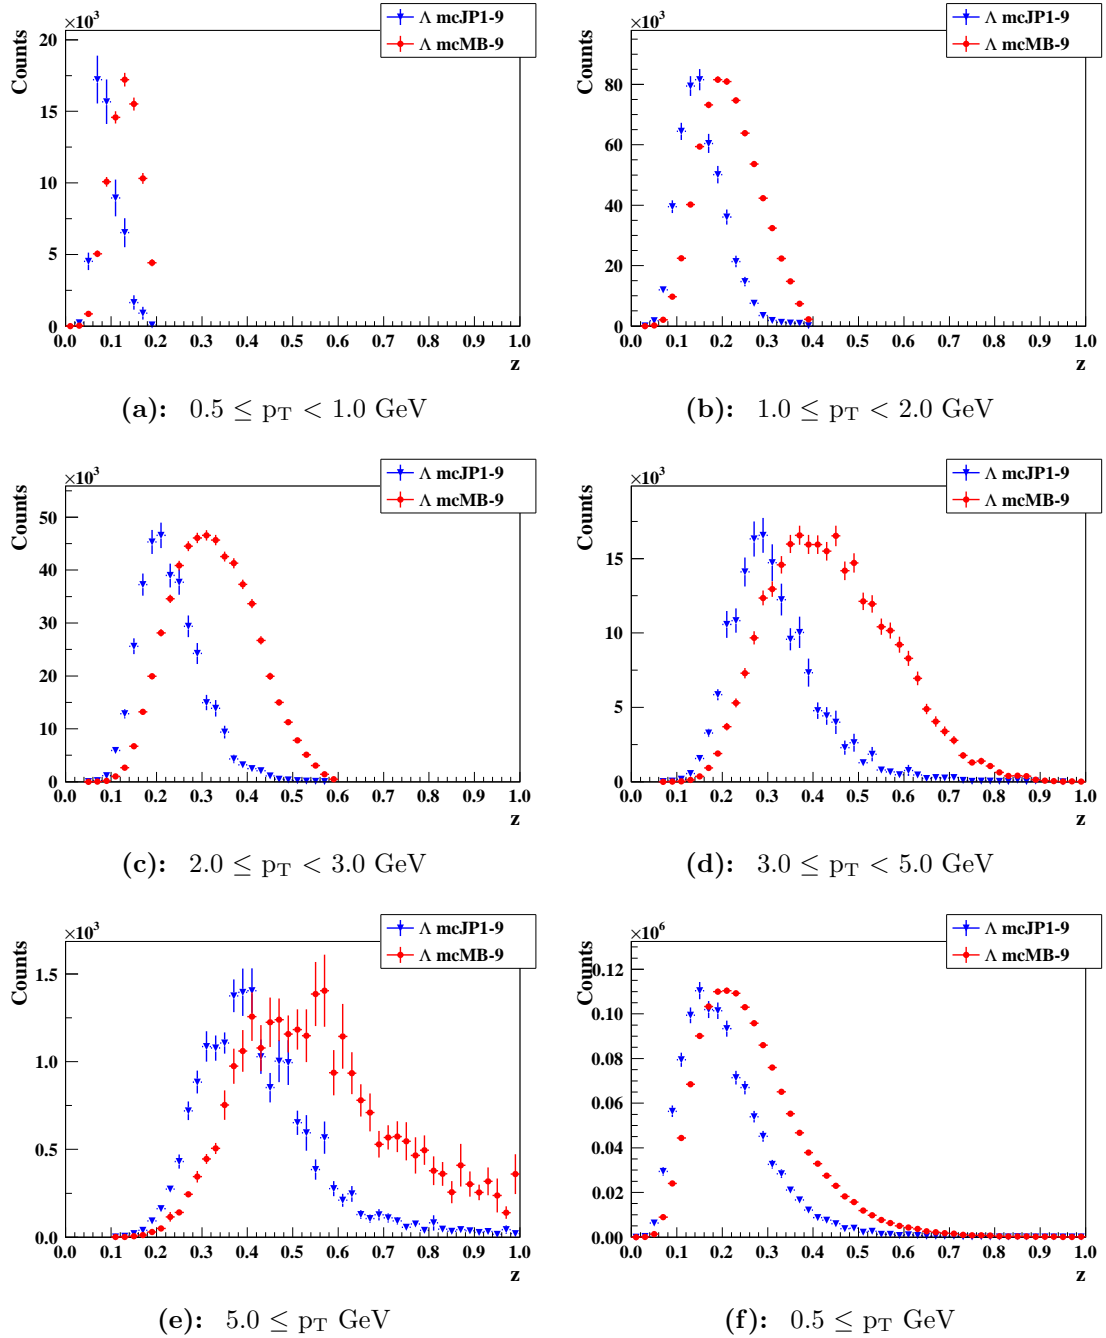 ×10³
Counts
Λ mcJP1-9
Λ mcMB-9
20
15
10
5
0
0.0 0.1 0.2 0.3 0.4 0.5 0.6 0.7 0.8 0.9 1.0
z
(a): 0.5 ≤ p_T < 1.0 GeV
×10³
Counts
Λ mcJP1-9
Λ mcMB-9
80
60
40
20
0
0.0 0.1 0.2 0.3 0.4 0.5 0.6 0.7 0.8 0.9 1.0
z
(b): 1.0 ≤ p_T < 2.0 GeV
×10³
Counts
Λ mcJP1-9
Λ mcMB-9
50
40
30
20
10
0
0.0 0.1 0.2 0.3 0.4 0.5 0.6 0.7 0.8 0.9 1.0
z
(c): 2.0 ≤ p_T < 3.0 GeV
×10³
Counts
Λ mcJP1-9
Λ mcMB-9
15
10
5
0
0.0 0.1 0.2 0.3 0.4 0.5 0.6 0.7 0.8 0.9 1.0
z
(d): 3.0 ≤ p_T < 5.0 GeV
×10³
Counts
Λ mcJP1-9
Λ mcMB-9
1.5
1.0
0.5
0.0
0.0 0.1 0.2 0.3 0.4 0.5 0.6 0.7 0.8 0.9 1.0
z
(e): 5.0 ≤ p_T GeV
×10⁶
Counts
Λ mcJP1-9
Λ mcMB-9
0.12
0.10
0.08
0.06
0.04
0.02
0.00
0.0 0.1 0.2 0.3 0.4 0.5 0.6 0.7 0.8 0.9 1.0
z
(f): 0.5 ≤ p_T GeV